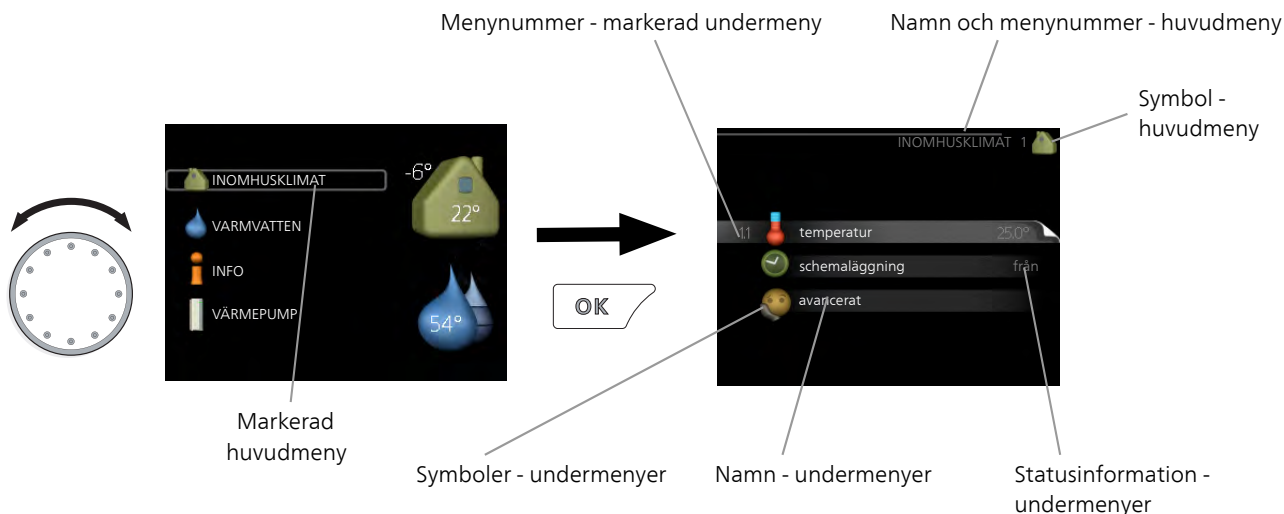 Menynummer - markerad undermeny
Namn och menynummer - huvudmeny
Symbol -
huvudmeny
INOMHUSKLIMAT
-6°
22°
VARMVATTEN
INFO
VÄRMEPUMP
54°
OK
INOMHUSKLIMAT 1
1.1 temperatur 25.0°
schemaläggning från
avancerat
Markerad
huvudmeny
Symboler - undermenyer
Namn - undermenyer
Statusinformation -
undermenyer